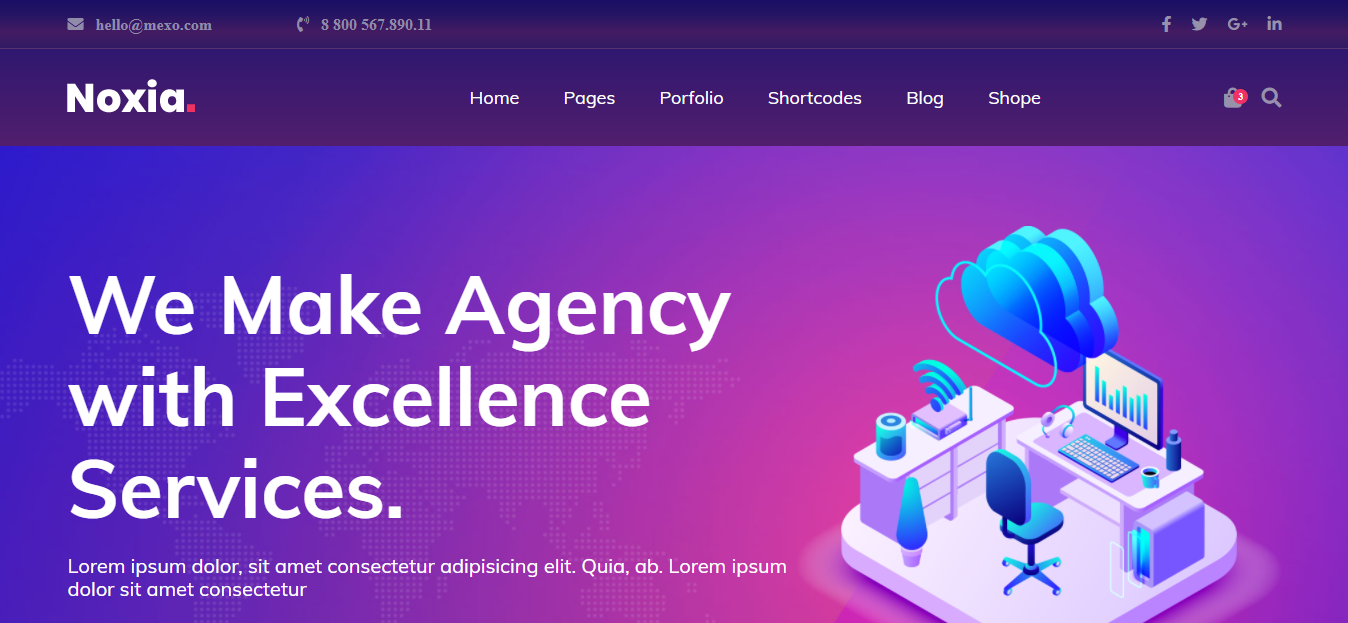 hello@mexo.com 8 800 567.890.11
Noxia. Home Pages Porfolio Shortcodes Blog Shope 3
We Make Agency
with Excellence
Services.
Lorem ipsum dolor, sit amet consectetur adipisicing elit. Quia, ab. Lorem ipsum
dolor sit amet consectetur